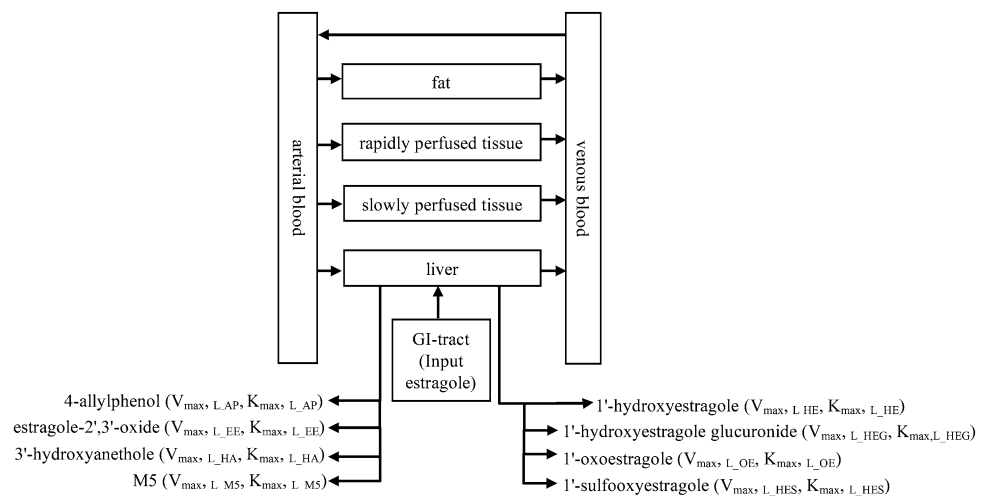 arterial blood
venous blood
fat
rapidly perfused tissue
slowly perfused tissue
liver
GI-tract
(Input
estragole)
4-allylphenol (Vmax, L_AP, Kmax, L_AP)
estragole-2',3'-oxide (Vmax, L_EE, Kmax, L_EE)
3'-hydroxyanethole (Vmax, L_HA, Kmax, L_HA)
M5 (Vmax, L_M5, Kmax, L_M5)
1'-hydroxyestragole (Vmax, L_HE, Kmax, L_HE)
1'-hydroxyestragole glucuronide (Vmax, L_HEG, Kmax,L_HEG)
1'-oxoestragole (Vmax, L_OE, Kmax, L_OE)
1'-sulfooxyestragole (Vmax, L_HES, Kmax, L_HES)